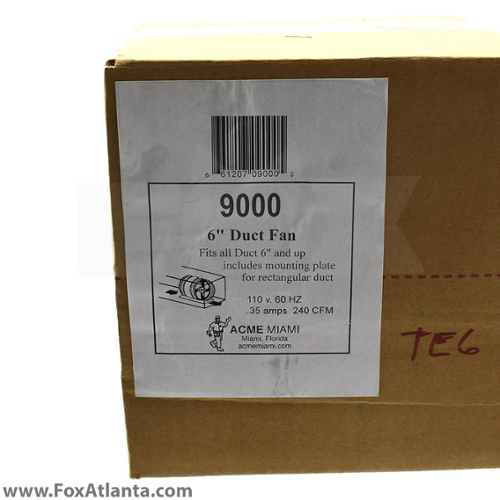 6 61207 09000 5
9000
6" Duct Fan
Fits all Duct 6" and up
includes mounting plate
for rectangular duct
110 v. 60 HZ
.35 amps 240 CFM
ACME MIAMI
Miami, Florida
acmemiami.com
TE6
www.FoxAtlanta.com